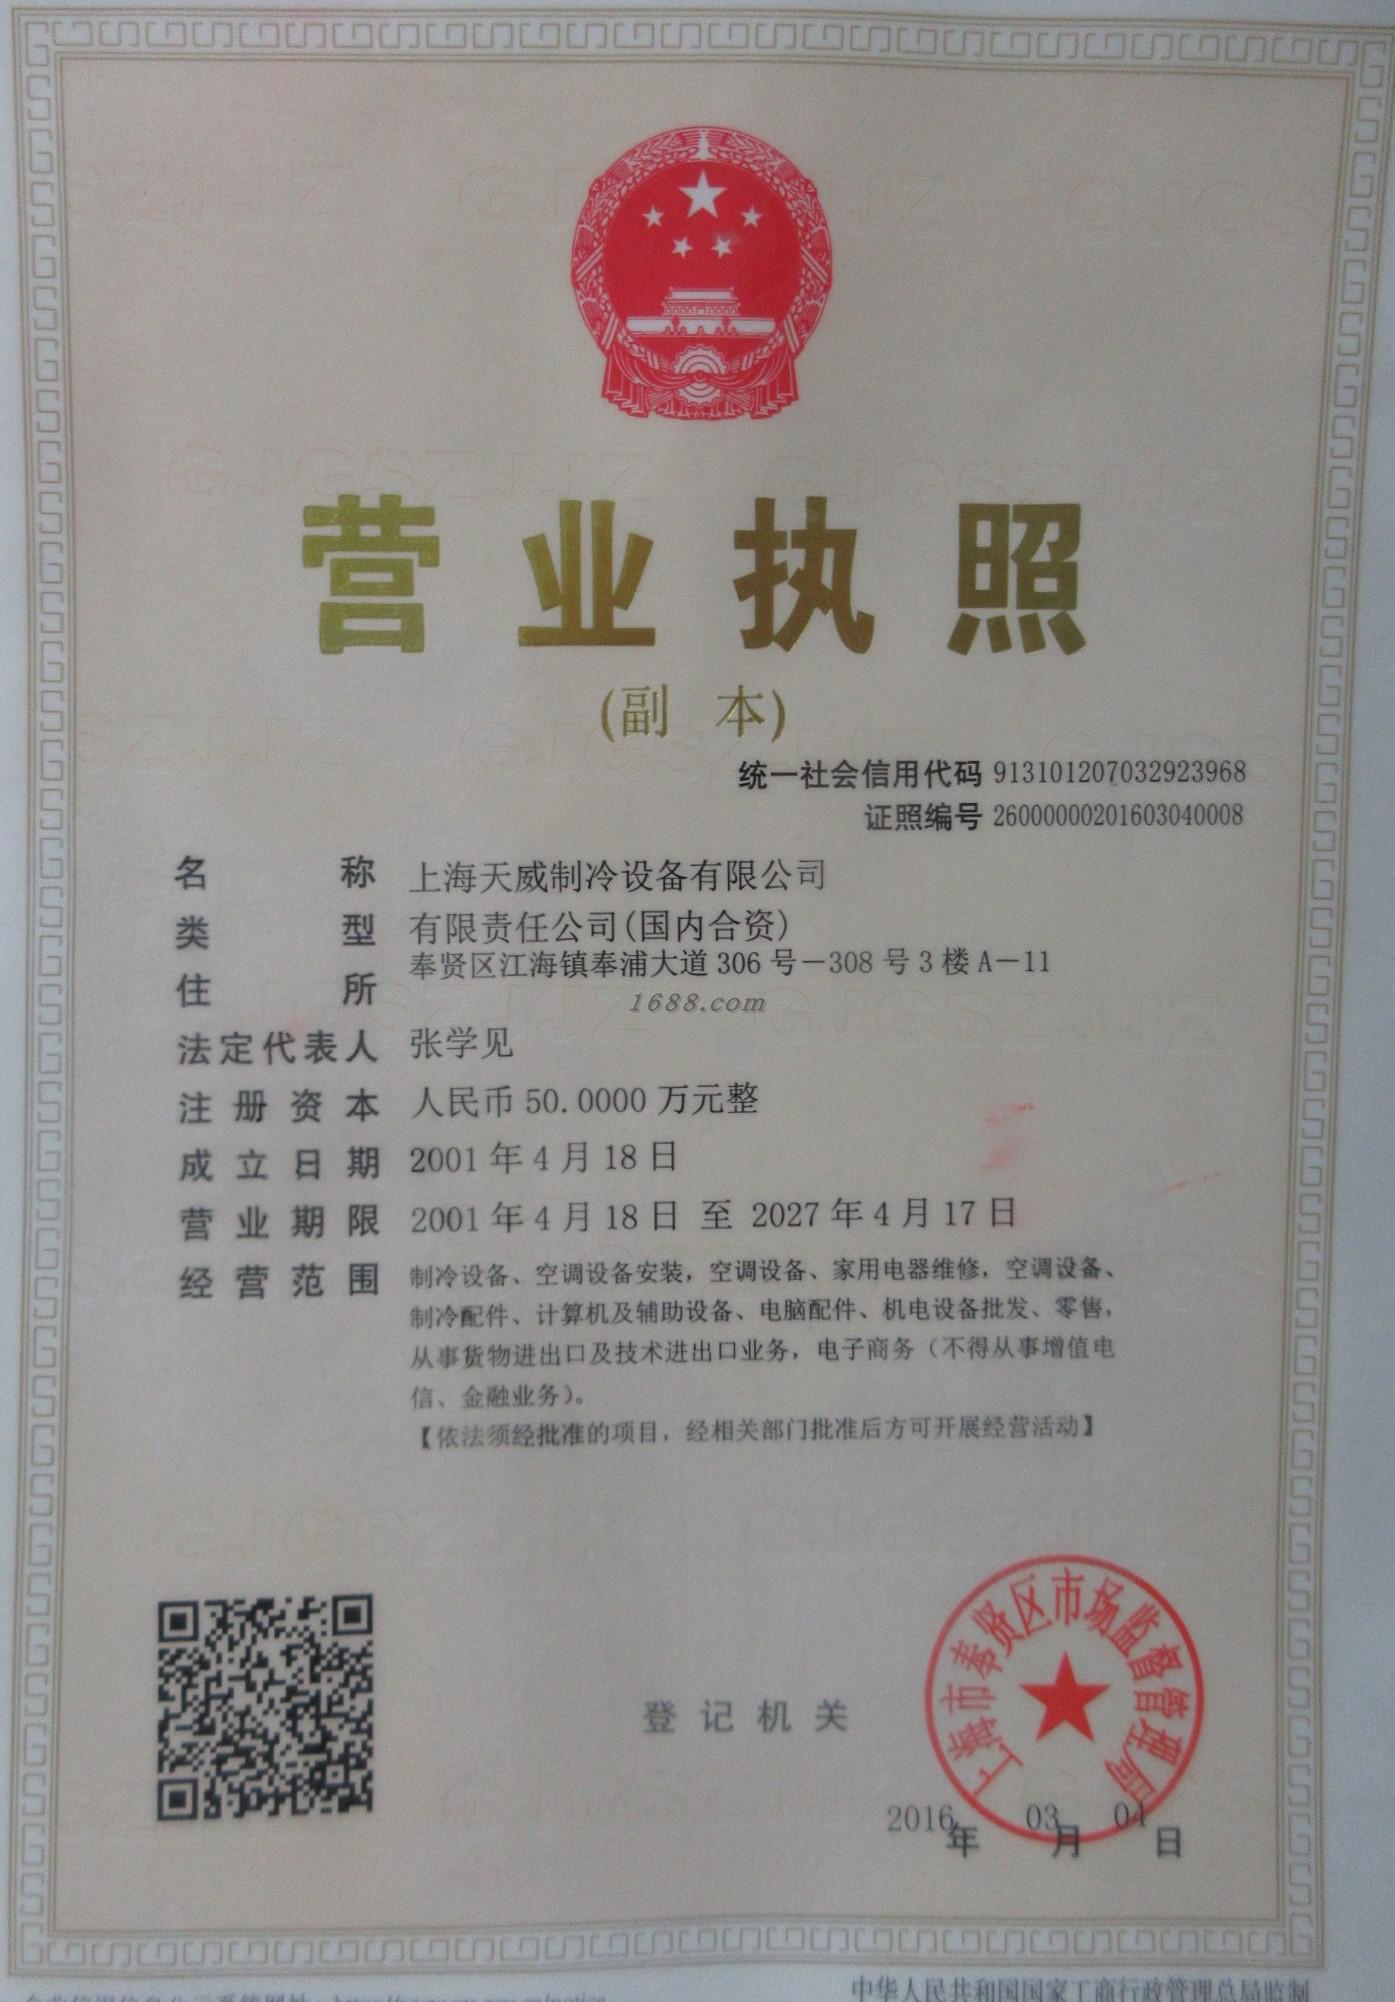 营业执照
(副 本)
统一社会信用代码 913101207032923968
证照编号 26000000201603040008
名 称 上海天威制冷设备有限公司
类 型 有限责任公司(国内合资)
住 所 奉贤区江海镇奉浦大道306号-308号3楼A-11
1688.com
法定代表人 张学见
注册资本 人民币50.0000万元整
成立日期 2001年4月18日
营业期限 2001年4月18日 至 2027年4月17日
经营范围 制冷设备、空调设备安装，空调设备、家用电器维修，空调设备、
制冷配件、计算机及辅助设备、电脑配件、机电设备批发、零售，
从事货物进出口及技术进出口业务，电子商务（不得从事增值电
信、金融业务）。
【依法须经批准的项目，经相关部门批准后方可开展经营活动】
登记机关
上海市奉贤区市场监督管理局
2016年 03月 04日
中华人民共和国国家工商行政管理总局监制